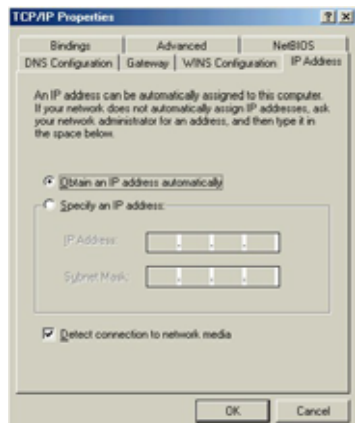 TCP/IP Properties
Bindings Advanced NetBIOS
DNS Configuration Gateway WINS Configuration IP Address
An IP address can be automatically assigned to this computer.
If your network does not automatically assign IP addresses, ask
your network administrator for an address, and then type it in
the space below.
Obtain an IP address automatically
Specify an IP address:
IP Address:
Subnet Mask:
Detect connection to network media
OK Cancel